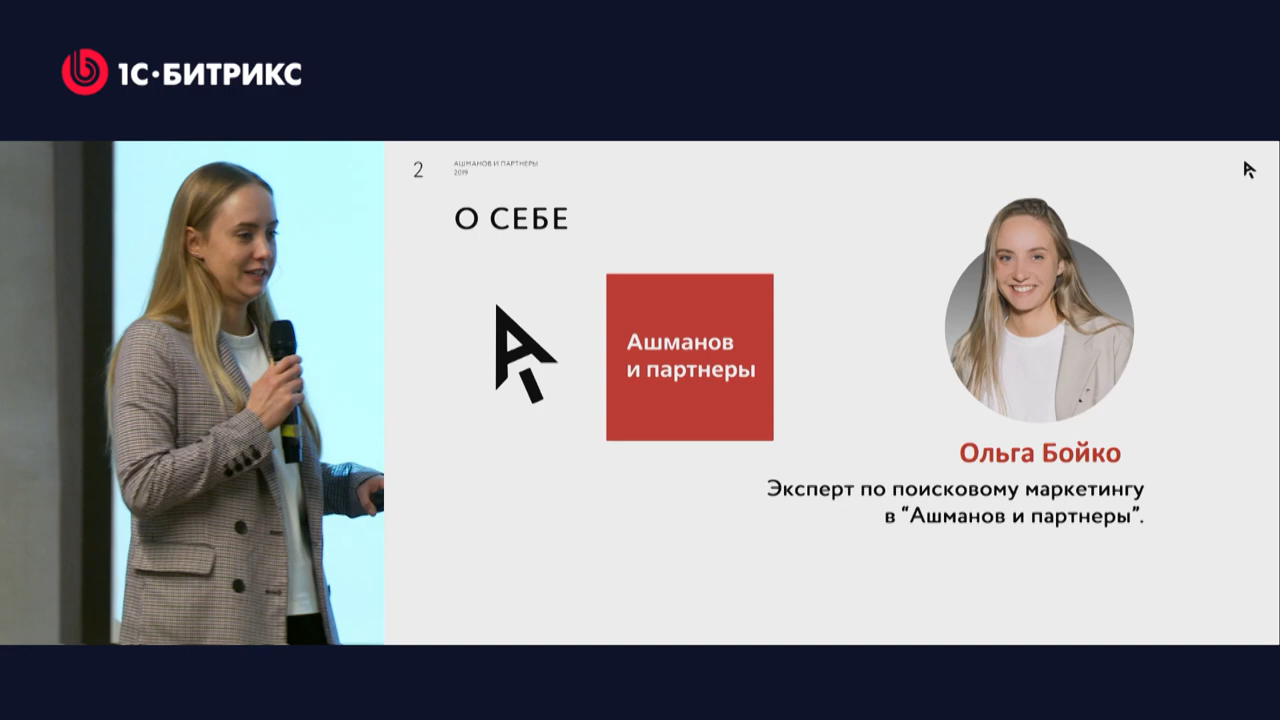 1С·БИТРИКС
2
АШМАНОВ И ПАРТНЕРЫ
2019
О СЕБЕ
Ашманов
и партнеры
Ольга Бойко
Эксперт по поисковому маркетингу
в “Ашманов и партнеры”.